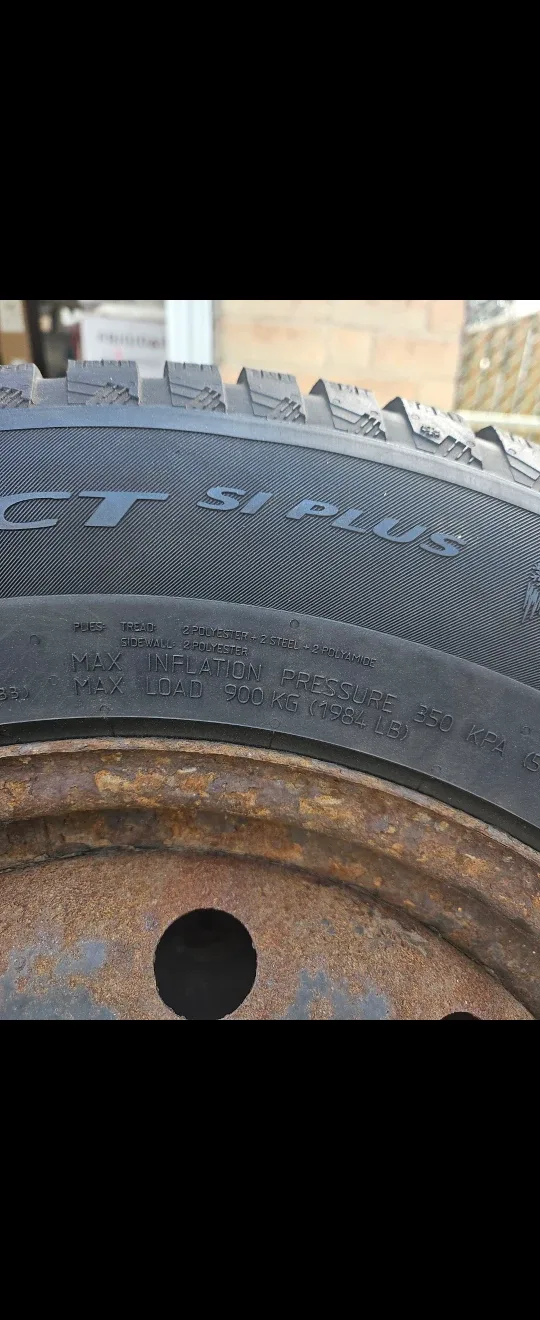 CT SI PLUS
PLIES: TREAD: 2 POLYESTER + 2 STEEL + 2 POLYAMIDE
SIDEWALL: 2 POLYESTER
MAX INFLATION PRESSURE 350 KPA (5
MAX LOAD 900 KG (1984 LB)